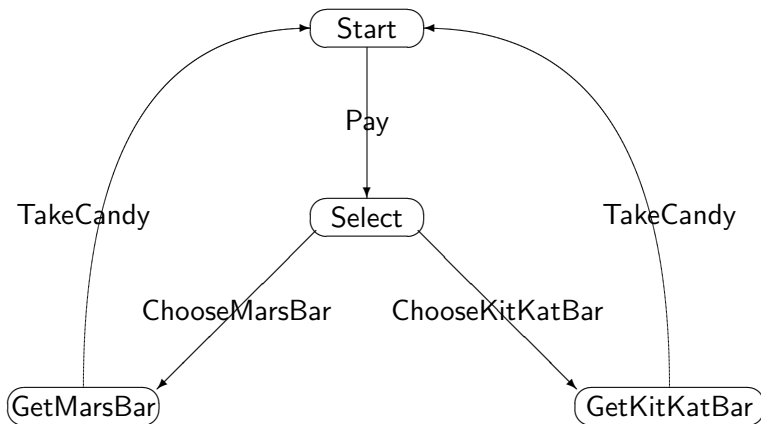 Start
Pay
TakeCandy
Select
TakeCandy
ChooseMarsBar
ChooseKitKatBar
GetMarsBar
GetKitKatBar